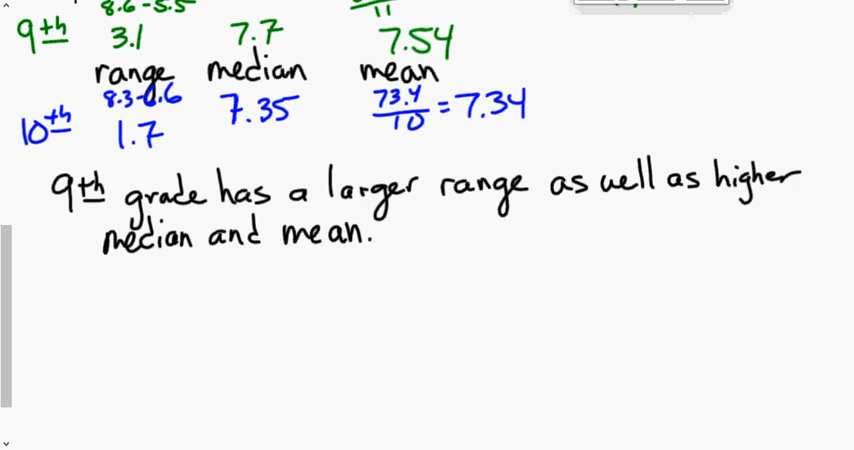 8.6-5.5
11
9th 3.1 7.7 7.54
range median mean
8.3-6.6 73.4/10 = 7.34
10th 1.7 7.35
9th grade has a larger range as well as higher
median and mean.